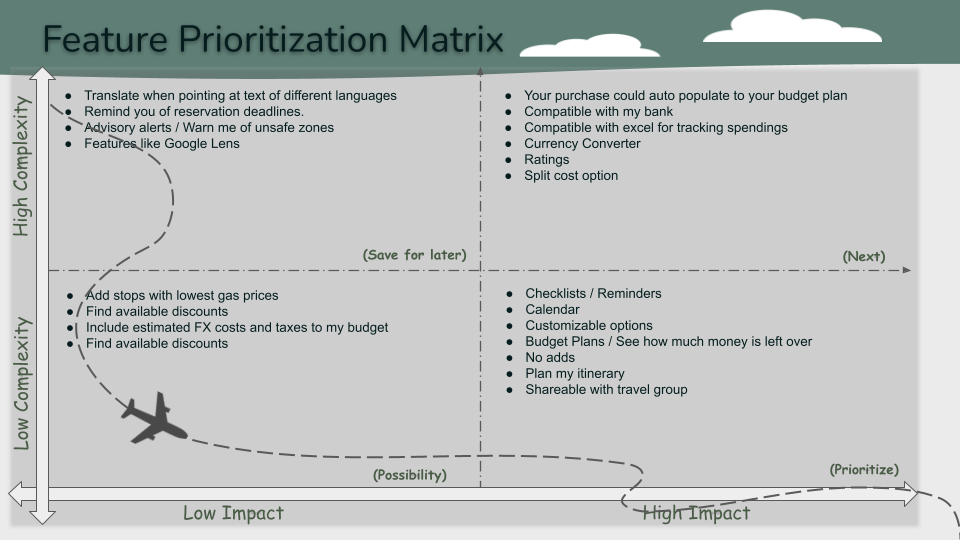 Feature Prioritization Matrix
High Complexity
● Translate when pointing at text of different languages
● Remind you of reservation deadlines.
● Advisory alerts / Warn me of unsafe zones
● Features like Google Lens
(Save for later)
● Your purchase could auto populate to your budget plan
● Compatible with my bank
● Compatible with excel for tracking spendings
● Currency Converter
● Ratings
● Split cost option
(Next)
Low Complexity
● Add stops with lowest gas prices
● Find available discounts
● Include estimated FX costs and taxes to my budget
● Find available discounts
(Possibility)
● Checklists / Reminders
● Calendar
● Customizable options
● Budget Plans / See how much money is left over
● No adds
● Plan my itinerary
● Shareable with travel group
(Prioritize)
Low Impact
High Impact